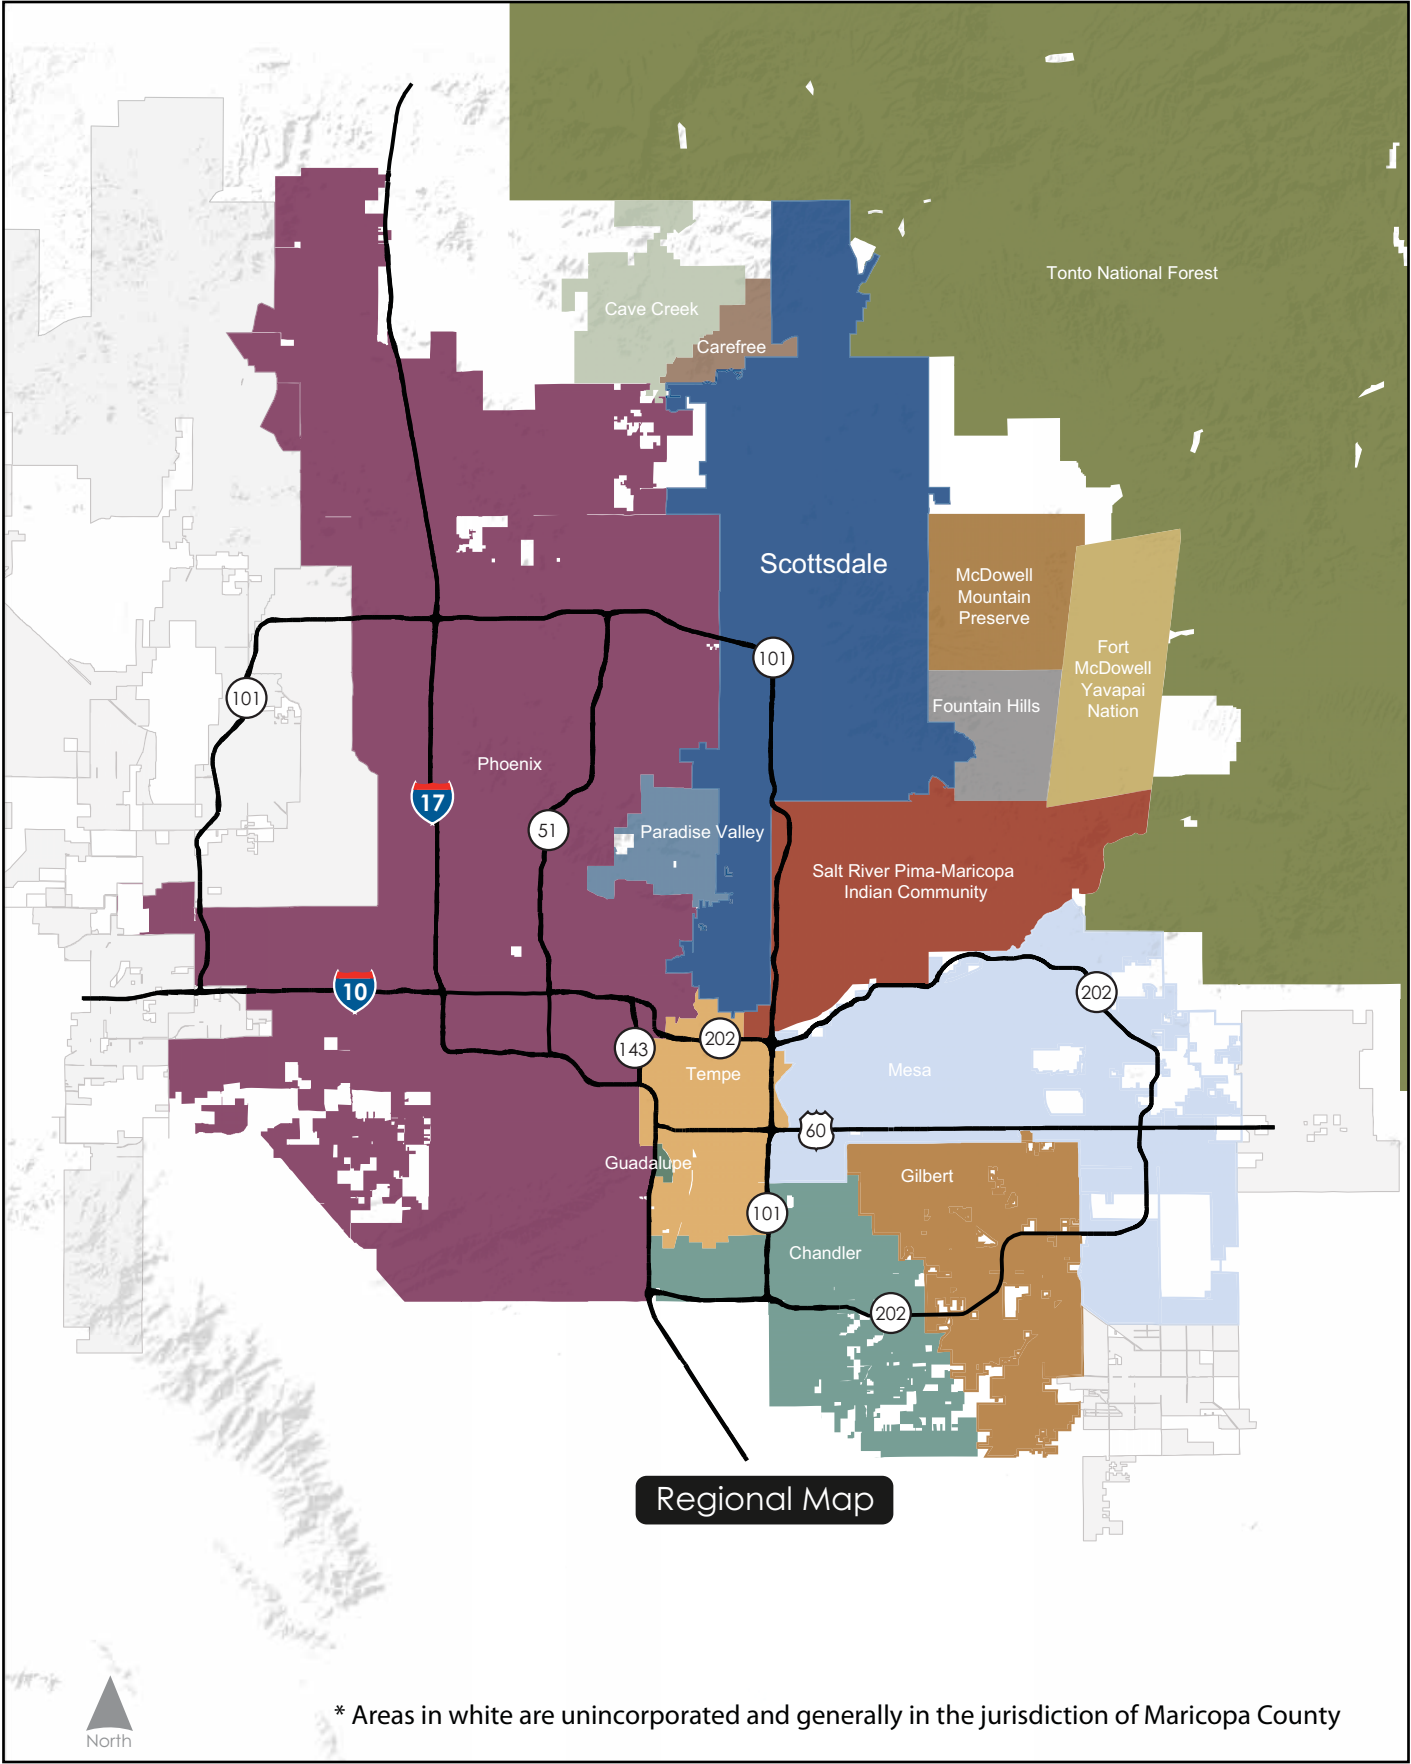 Tonto National Forest
Cave Creek
Carefree
Scottsdale
McDowell
Mountain
Preserve
Fort
McDowell
Yavapai
Nation
101
101
Fountain Hills
Phoenix
17
51
Paradise Valley
Salt River Pima-Maricopa
Indian Community
10
202
202
143
Tempe
Mesa
60
Guadalupe
Gilbert
101
Chandler
202
Regional Map
* Areas in white are unincorporated and generally in the jurisdiction of Maricopa County
North